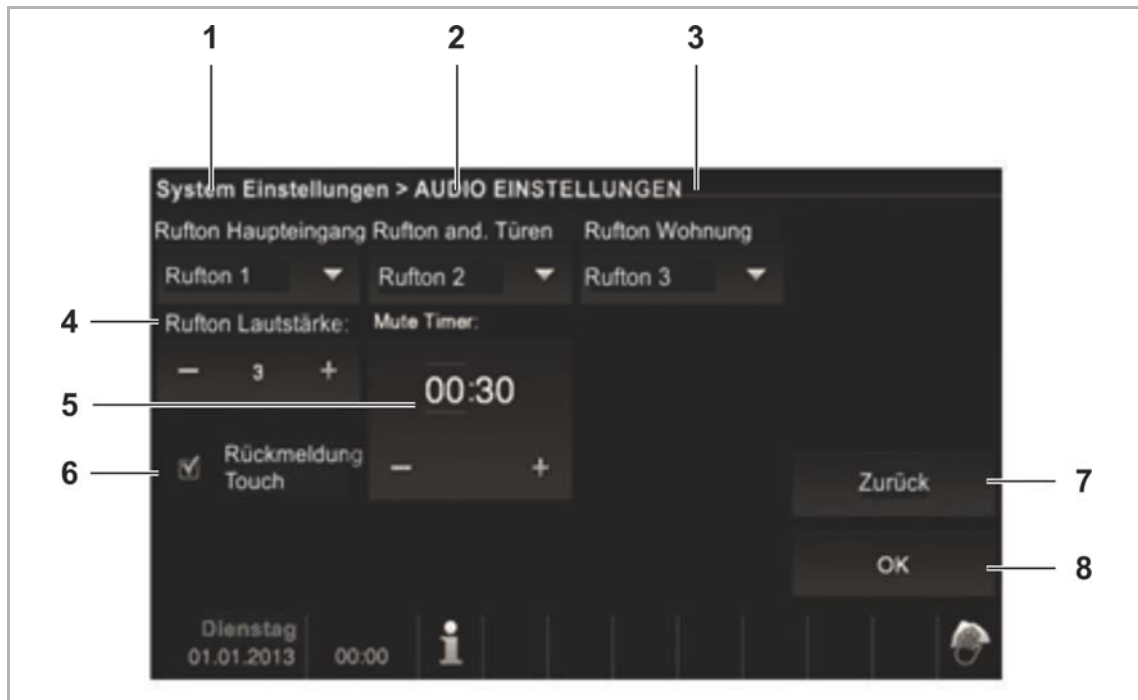 1 2 3
System Einstellungen > AUDIO EINSTELLUNGEN
Rufton Haupteingang Rufton and. Türen Rufton Wohnung
Rufton 1 Rufton 2 Rufton 3
4 Rufton Lautstärke: Mute Timer:
− 3 +
5 00:30
6 Rückmeldung
Touch
− +
Zurück 7
OK 8
Dienstag
01.01.2013 00:00 i